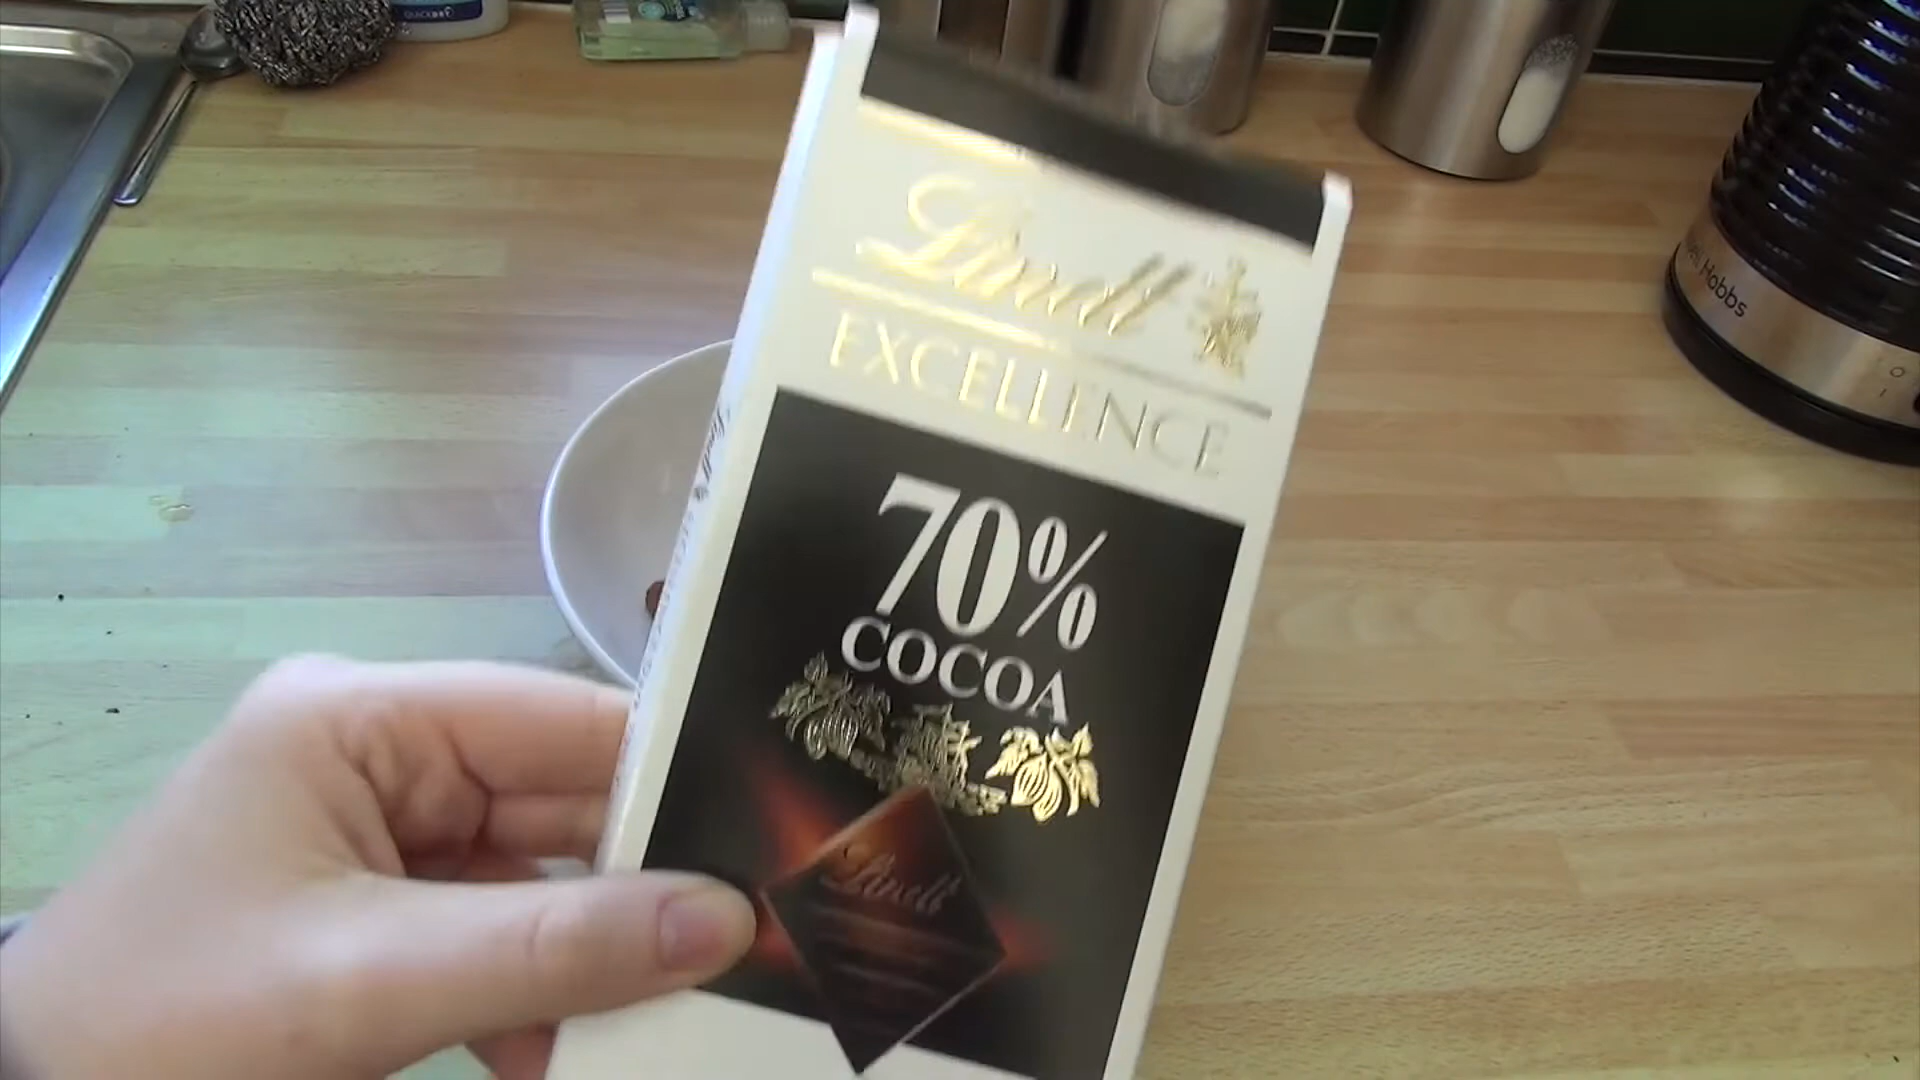 Lindt
EXCELLENCE
70%
COCOA
Lindt
Hobbs